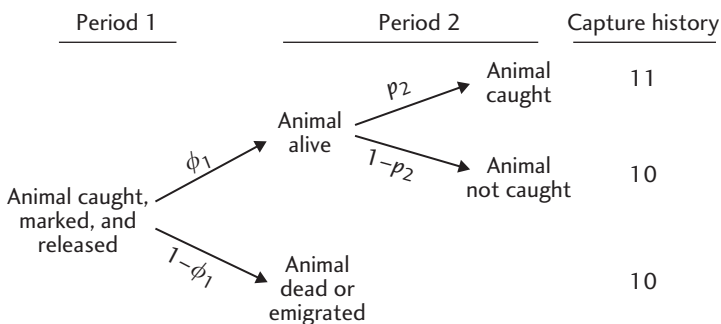 Period 1
Period 2
Capture history
Animal caught,
marked, and
released
ϕ1
1–ϕ1
Animal
alive
p2
1–p2
Animal
caught
11
Animal
not caught
10
Animal
dead or
emigrated
10